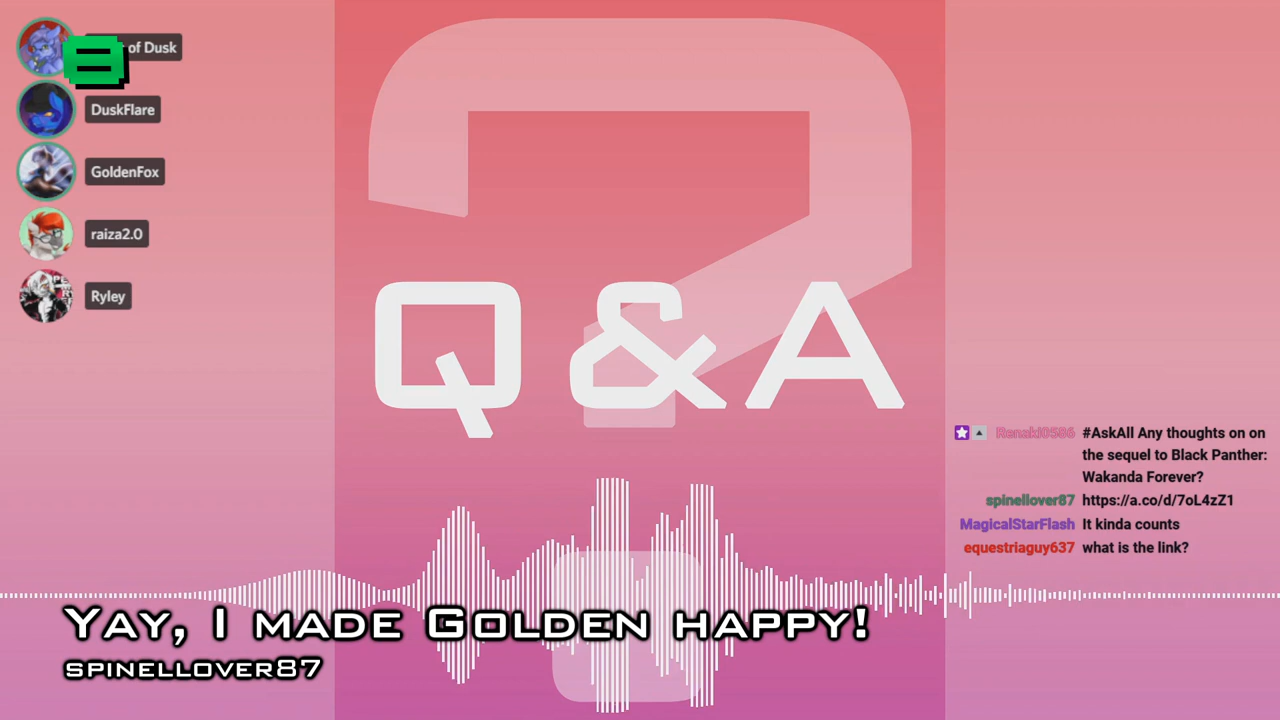 of Dusk
DuskFlare
GoldenFox
raiza2.0
Ryley
Q & A
Renzki0586 #AskAll Any thoughts on on
the sequel to Black Panther:
Wakanda Forever?
spinellover87 https://a.co/d/7oL4zZ1
MagicalStarFlash It kinda counts
equestriaguy637 what is the link?
Yay, I made Golden happy!
spinellover87